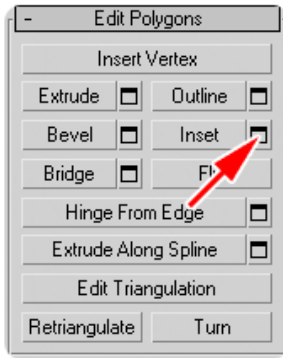 - Edit Polygons
Insert Vertex
Extrude Outline
Bevel Inset
Bridge
Hinge From Edge
Extrude Along Spline
Edit Triangulation
Retriangulate Turn